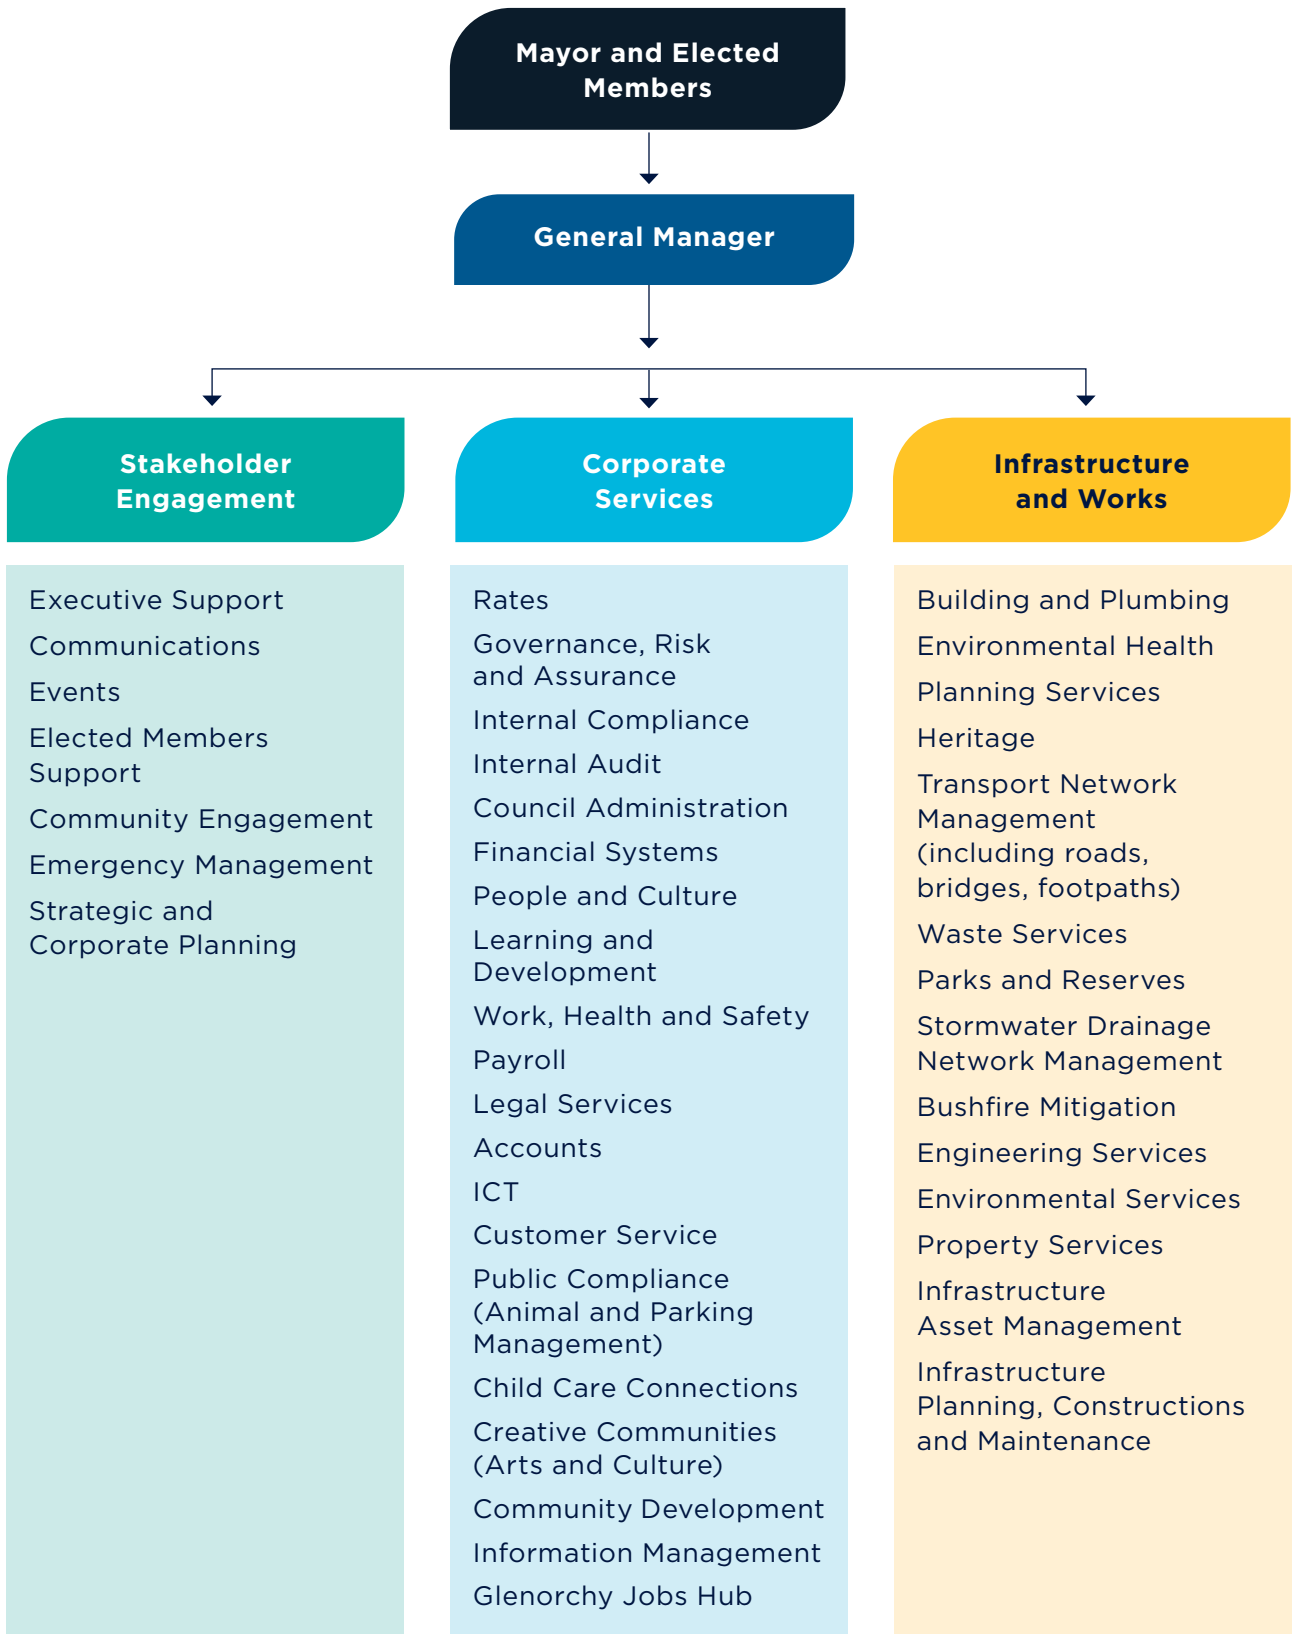 Mayor and Elected
Members
General Manager
Stakeholder
Engagement
Executive Support
Communications
Events
Elected Members
Support
Community Engagement
Emergency Management
Strategic and
Corporate Planning
Corporate
Services
Rates
Governance, Risk
and Assurance
Internal Compliance
Internal Audit
Council Administration
Financial Systems
People and Culture
Learning and
Development
Work, Health and Safety
Payroll
Legal Services
Accounts
ICT
Customer Service
Public Compliance
(Animal and Parking
Management)
Child Care Connections
Creative Communities
(Arts and Culture)
Community Development
Information Management
Glenorchy Jobs Hub
Infrastructure
and Works
Building and Plumbing
Environmental Health
Planning Services
Heritage
Transport Network
Management
(including roads,
bridges, footpaths)
Waste Services
Parks and Reserves
Stormwater Drainage
Network Management
Bushfire Mitigation
Engineering Services
Environmental Services
Property Services
Infrastructure
Asset Management
Infrastructure
Planning, Constructions
and Maintenance